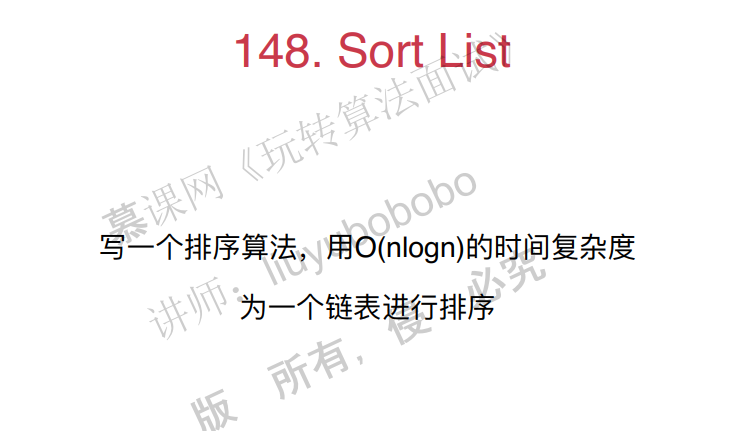 148. Sort List
慕课网《玩转算法面试》
讲师：liuyubobobo
版 所有，侵 必究
写一个排序算法，用O(nlogn)的时间复杂度
为一个链表进行排序